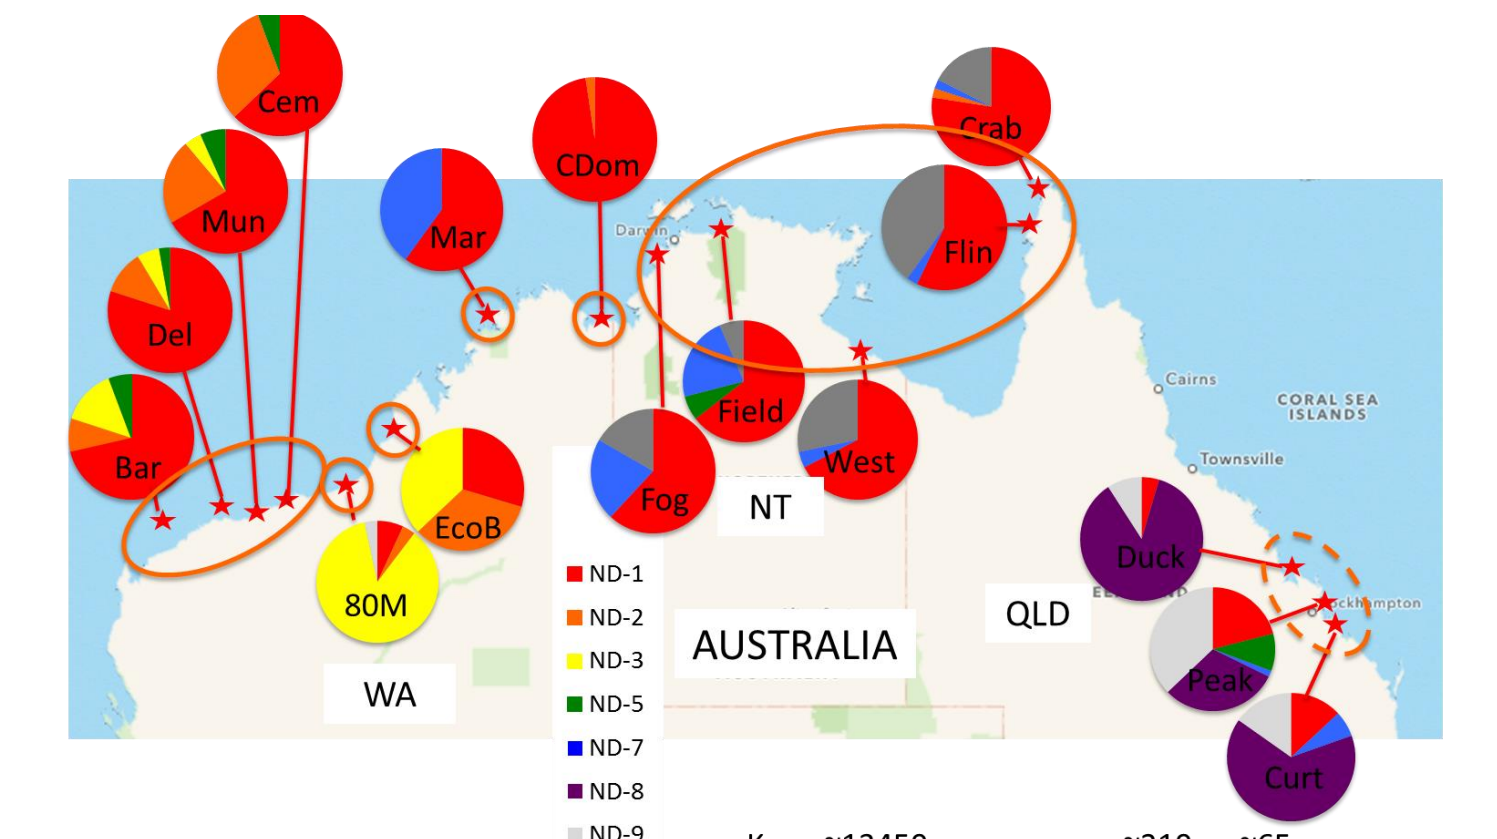 Cem
Crab
CDom
Mun
Mar
Darwin
Flin
Del
Cairns
CORAL SEA
ISLANDS
Field
Bar
West
Townsville
Fog
NT
EcoB
Duck
ND-1
80M
QLD
ckhampton
ND-2
AUSTRALIA
ND-3
Peak
WA
ND-5
ND-7
Curt
ND-8
ND-9